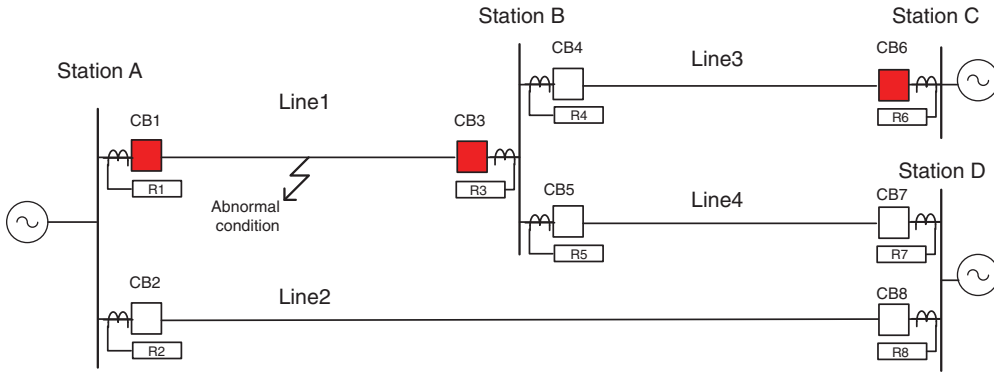 Station B
Station C
CB4
Line3
CB6
Station A
R4
R6
Line1
CB1
CB3
Station D
R1
R3
CB5
Line4
CB7
Abnormal
condition
R5
R7
CB2
Line2
CB8
R2
R8